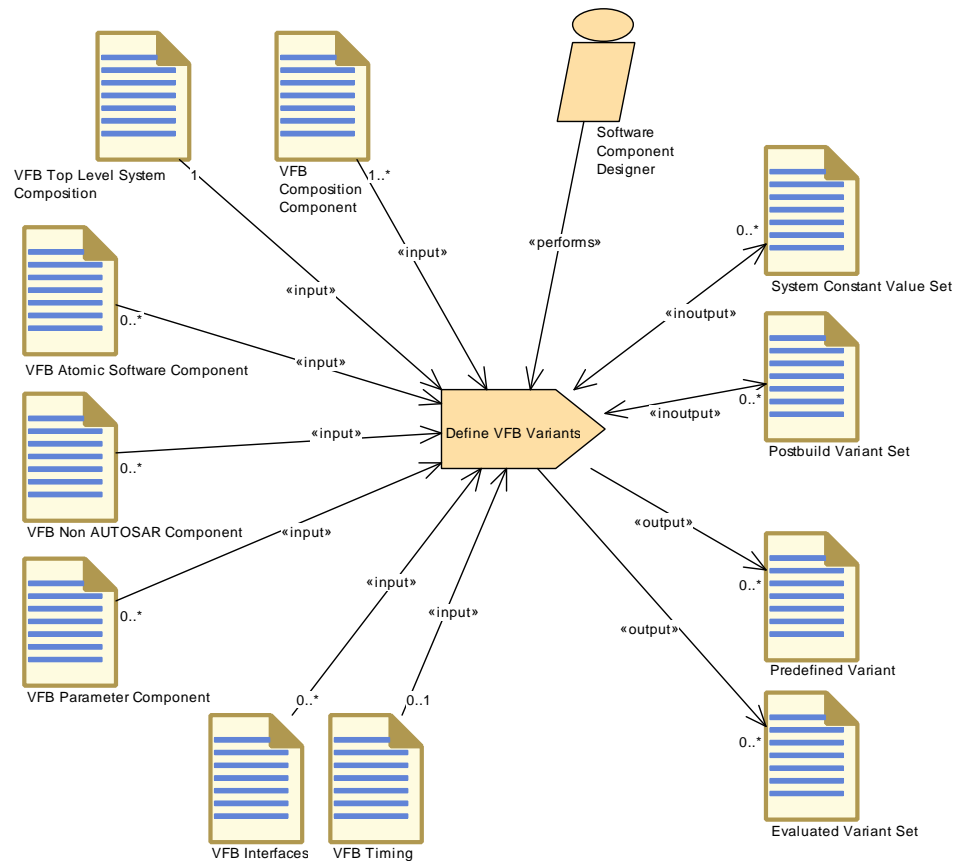 VFB Top Level System
Composition
1
VFB
Composition
Component
1..*
Software
Component
Designer
«input»
«input»
«performs»
0..*
System Constant Value Set
«inoutput»
0..*
VFB Atomic Software Component
«input»
«inoutput»
0..*
Postbuild Variant Set
Define VFB Variants
«input»
0..*
VFB Non AUTOSAR Component
«input»
0..*
VFB Parameter Component
«input»
«input»
«output»
0..*
Predefined Variant
«output»
0..*
VFB Interfaces
0..1
VFB Timing
0..*
Evaluated Variant Set